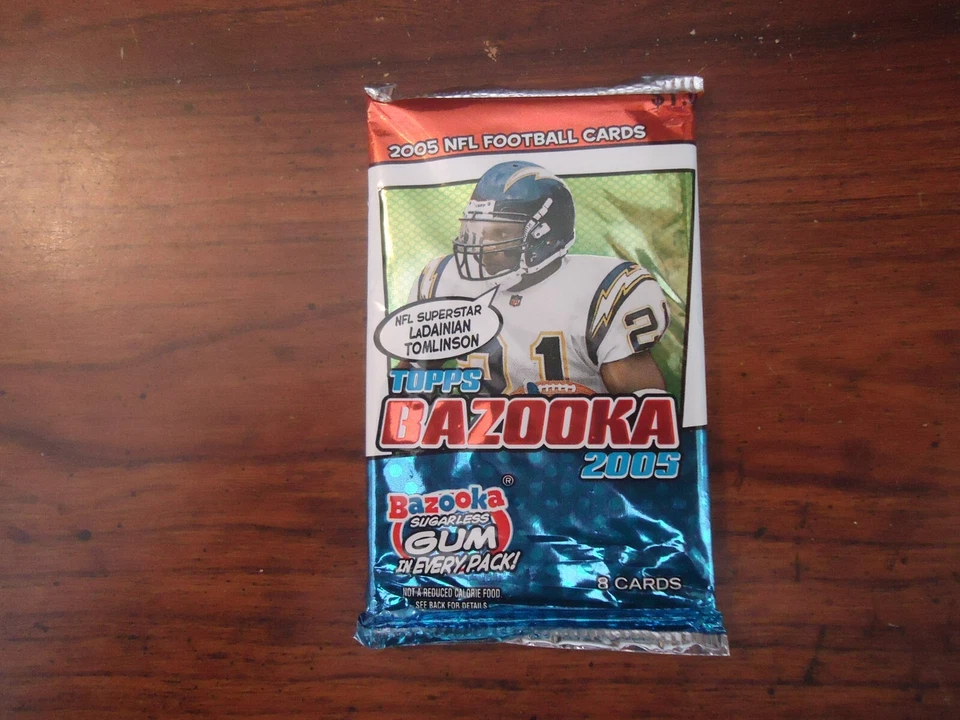 2005 NFL FOOTBALL CARDS
NFL SUPERSTAR
LADAINIAN
TOMLINSON
21
21
TOPPS
BAZOOKA
2005
Bazooka®
SUGARLESS
GUM
IN EVERY PACK!
NOT A REDUCED CALORIE FOOD
SEE BACK FOR DETAILS
8 CARDS